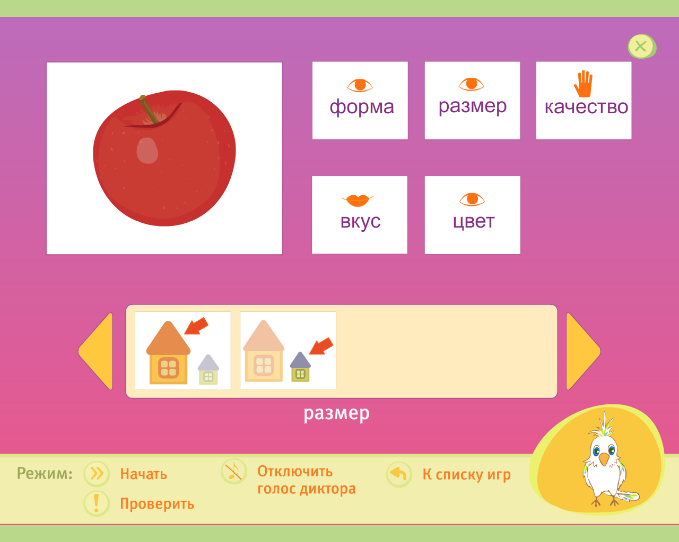 форма
размер
качество
вкус
цвет
размер
Режим:
Начать
Отключить
голос диктора
К списку игр
Проверить